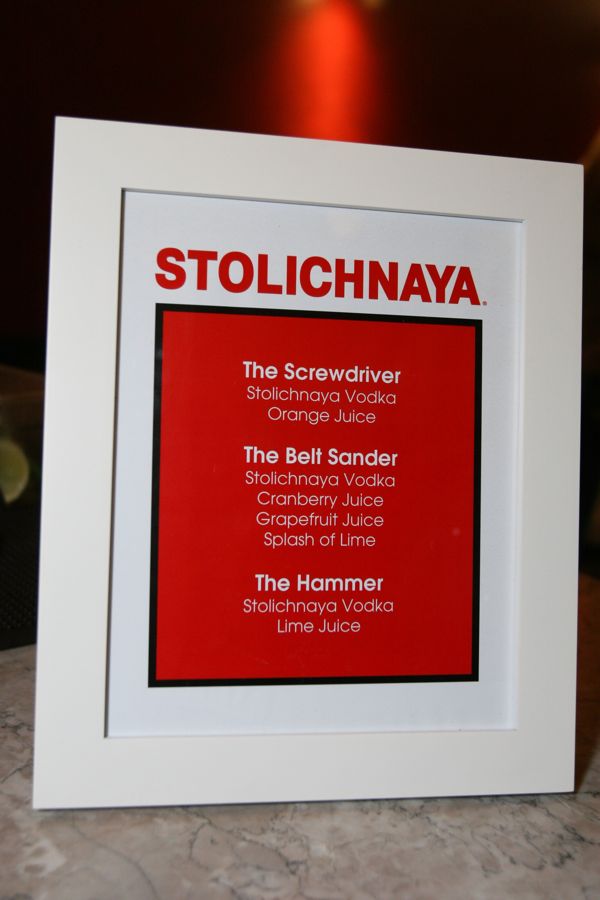 STOLICHNAYA
The Screwdriver
Stolichnaya Vodka
Orange Juice
The Belt Sander
Stolichnaya Vodka
Cranberry Juice
Grapefruit Juice
Splash of Lime
The Hammer
Stolichnaya Vodka
Lime Juice